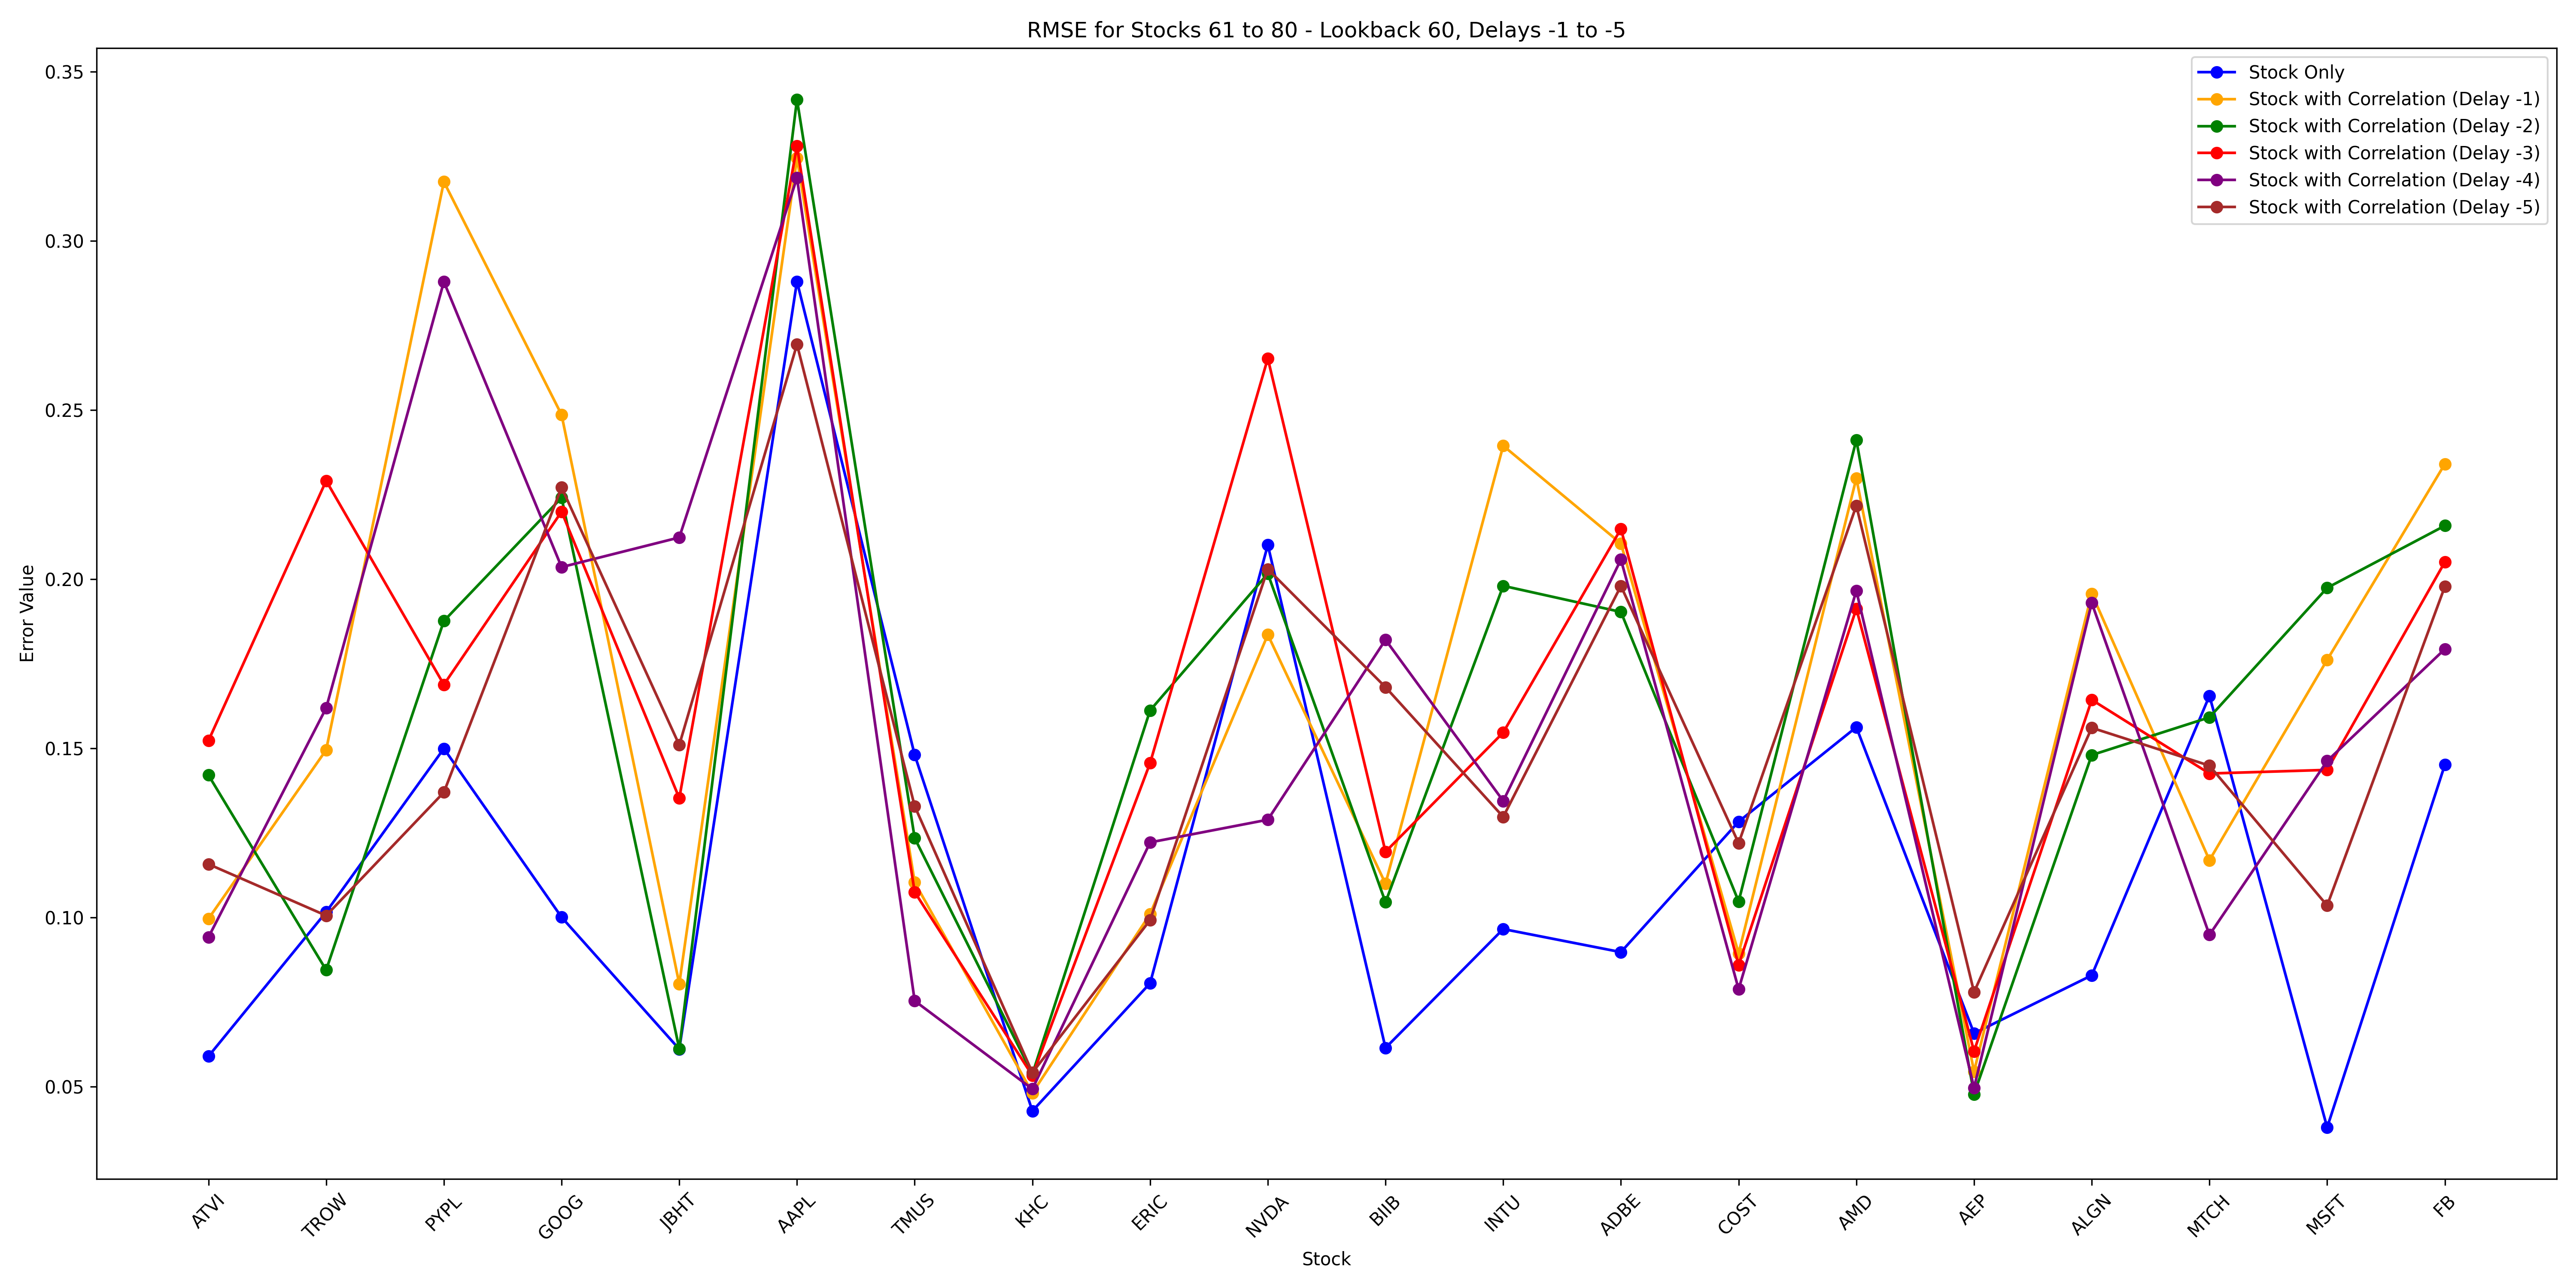 RMSE for Stocks 61 to 80 - Lookback 60, Delays -1 to -5
Stock Only
Stock with Correlation (Delay -1)
Stock with Correlation (Delay -2)
Stock with Correlation (Delay -3)
Stock with Correlation (Delay -4)
Stock with Correlation (Delay -5)
Error Value
0.35
0.30
0.25
0.20
0.15
0.10
0.05
ATVI
TROW
PYPL
GOOG
JBHT
AAPL
TMUS
KHC
ERIC
NVDA
BIIB
INTU
ADBE
COST
AMD
AEP
ALGN
MTCH
MSFT
FB
Stock